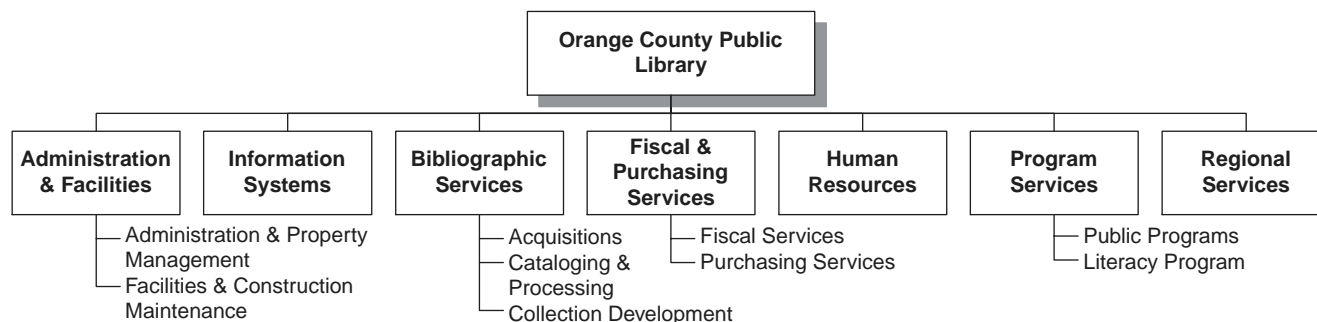 Orange County Public
Library
Administration
& Facilities
Information
Systems
Bibliographic
Services
Fiscal &
Purchasing
Services
Human
Resources
Program
Services
Regional
Services
Administration & Property
Management
Facilities & Construction
Maintenance
Acquisitions
Cataloging &
Processing
Collection Development
Fiscal Services
Purchasing Services
Public Programs
Literacy Program